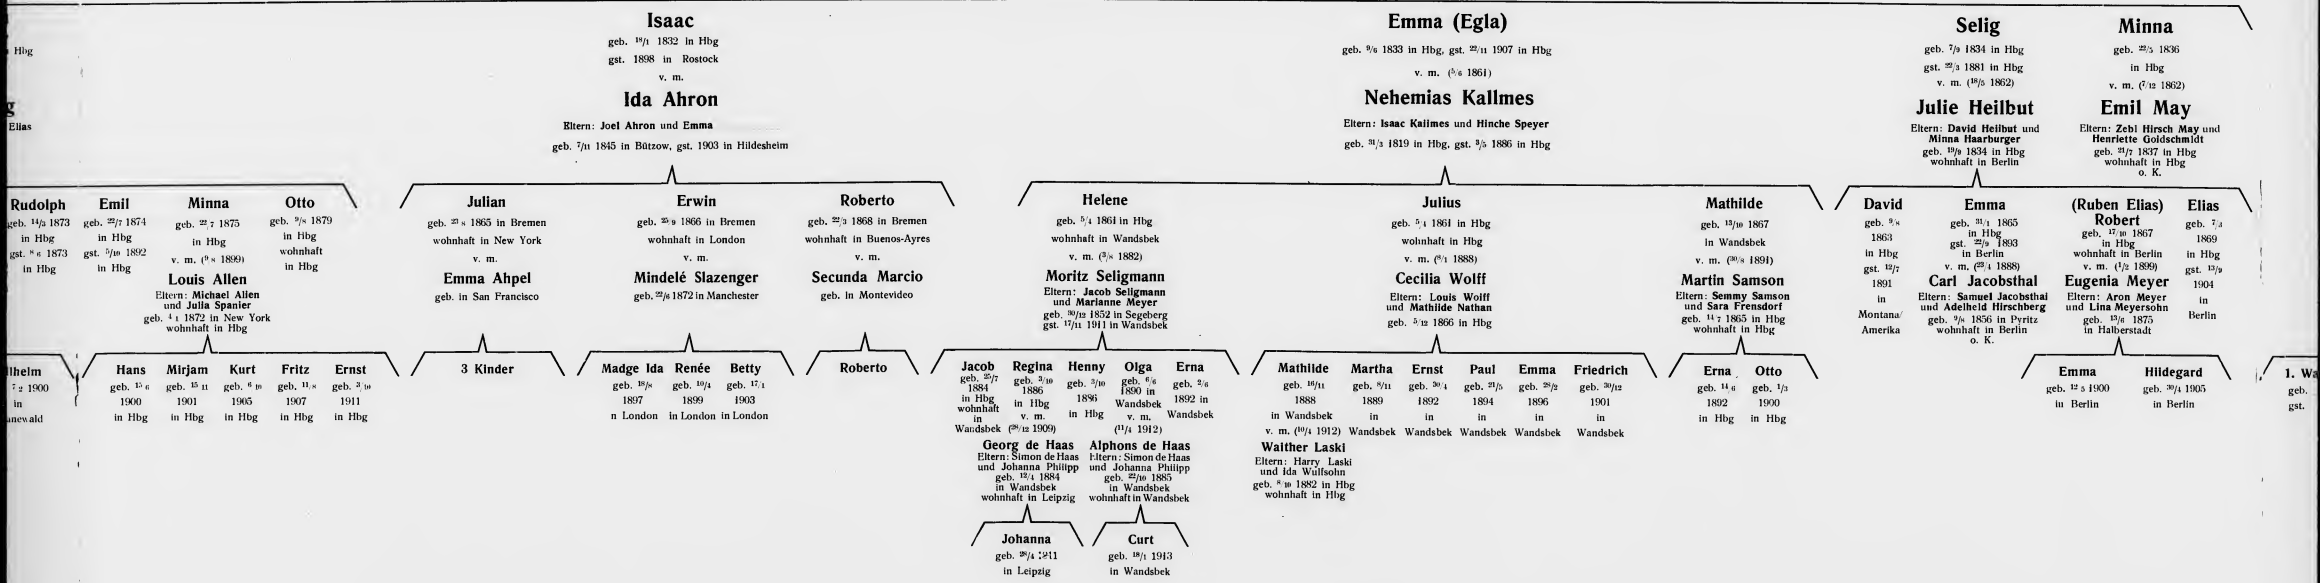 Hbg
Elias
Isaac
geb. 18/1 1832 in Hbg
gst. 1898 in Rostock
v. m.
Ida Ahron
Eltern: Joel Ahron und Emma
geb. 7/11 1845 in Bützow, gst. 1903 in Hildesheim
Emma (Egla)
geb. 9/6 1833 in Hbg, gst. 22/11 1907 in Hbg
v. m. (5/6 1861)
Nehemias Kallmes
Eltern: Isaac Kallmes und Hinche Speyer
geb. 31/3 1819 in Hbg, gst. 3/5 1886 in Hbg
Selig
geb. 7/9 1834 in Hbg
gst. 22/3 1881 in Hbg
v. m. (18/5 1862)
Julie Heilbut
Eltern: David Heilbut und
Minna Haarburger
geb. 19/9 1834 in Hbg
wohnhaft in Berlin
Minna
geb. 22/5 1836
in Hbg
v. m. (7/12 1862)
Emil May
Eltern: Zebi Hirsch May und
Henriette Goldschmidt
geb. 21/7 1837 in Hbg
wohnhaft in Hbg
o. K.
Rudolph
geb. 14/3 1873
in Hbg
gst. 8/6 1873
in Hbg
Emil
geb. 22/7 1874
in Hbg
gst. 5/10 1892
in Hbg
Minna
geb. 22/7 1875
in Hbg
v. m. (9/8 1899)
Louis Allen
Eltern: Michael Allen
und Julia Spanier
geb. 4/1 1872 in New York
wohnhaft in Hbg
Otto
geb. 9/8 1879
in Hbg
wohnhaft
in Hbg
Julian
geb. 23/8 1865 in Bremen
wohnhaft in New York
v. m.
Emma Ahpel
geb. in San Francisco
Erwin
geb. 25/9 1866 in Bremen
wohnhaft in London
v. m.
Mindelé Slazenger
geb. 22/6 1872 in Manchester
Roberto
geb. 22/3 1868 in Bremen
wohnhaft in Buenos-Ayres
v. m.
Secunda Marcio
geb. in Montevideo
Helene
geb. 5/4 1861 in Hbg
wohnhaft in Wandsbek
v. m. (3/8 1882)
Moritz Seligmann
Eltern: Jacob Seligmann
und Marianne Meyer
geb. 30/12 1852 in Segeberg
gst. 17/11 1911 in Wandsbek
Julius
geb. 5/4 1861 in Hbg
wohnhaft in Hbg
v. m. (8/1 1888)
Cecilia Wolff
Eltern: Louis Wolff
und Mathilde Nathan
geb. 5/12 1866 in Hbg
Mathilde
geb. 13/10 1867
in Wandsbek
v. m. (30/8 1891)
Martin Samson
Eltern: Semmy Samson
und Sara Frensdorf
geb. 14/7 1865 in Hbg
wohnhaft in Hbg
David
geb. 9/8
1863
in Hbg
gst. 12/7
1891
in
Montana/
Amerika
Emma
geb. 31/1 1865
in Hbg
gst. 22/9 1893
in Berlin
v. m. (23/4 1888)
Carl Jacobsthal
Eltern: Samuel Jacobsthal
und Adelheid Hirschberg
geb. 9/8 1856 in Pyritz
wohnhaft in Berlin
o. K.
(Ruben Elias)
Robert
geb. 17/10 1867
in Hbg
wohnhaft in Berlin
v. m. (1/2 1899)
Eugenia Meyer
Eltern: Aron Meyer
und Lina Meyersohn
geb. 13/6 1875
in Halberstadt
Elias
geb.
1869
in Hbg
gst. 13/9
1904
in
Berlin
lhelm
1900
in
Hans
geb. 15/6
1900
in Hbg
Mirjam
geb. 15/11
1901
in Hbg
Kurt
geb. 6/10
1905
in Hbg
Fritz
geb. 11/8
1907
in Hbg
Ernst
geb. 3/10
1911
in Hbg
3 Kinder
Madge Ida
geb. 18/8
1897
n London
Renée
geb. 10/4
1899
in London
Betty
geb. 17/1
1903
in London
Roberto
Jacob
geb. 25/7
1884
in Hbg
wohnhaft
in
Wandsbek
Regina
geb. 3/10
1886
in Hbg
v. m.
(28/12 1909)
Georg de Haas
Eltern: Simon de Haas
und Johanna Philipp
geb. 12/4 1884
in Wandsbek
wohnhaft in Leipzig
Henny
geb. 3/10
1886
in Hbg
Olga
geb. 6/6
1890 in
Wandsbek
v. m.
(11/4 1912)
Alphons de Haas
Eltern: Simon de Haas
und Johanna Philipp
geb. 22/10 1885
in Wandsbek
wohnhaft in Wandsbek
Erna
geb. 2/6
1892 in
Wandsbek
Mathilde
geb. 16/11
1888
in Wandsbek
v. m. (10/4 1912)
Walther Laski
Eltern: Harry Laski
und Ida Wulfsohn
geb. 8/10 1882 in Hbg
wohnhaft in Hbg
Martha
geb. 8/11
1889
in
Wandsbek
Ernst
geb. 30/4
1892
in
Wandsbek
Paul
geb. 21/5
1894
in
Wandsbek
Emma
geb. 28/2
1896
in
Wandsbek
Friedrich
geb. 30/12
1901
in
Wandsbek
Erna
geb. 14/6
1892
in Hbg
Otto
geb. 1/3
1900
in Hbg
Emma
geb. 12/5 1900
in Berlin
Hildegard
geb. 30/4 1905
in Berlin
1. Wa
geb.
gst.
Johanna
geb. 28/4 1911
in Leipzig
Curt
geb. 18/1 1913
in Wandsbek